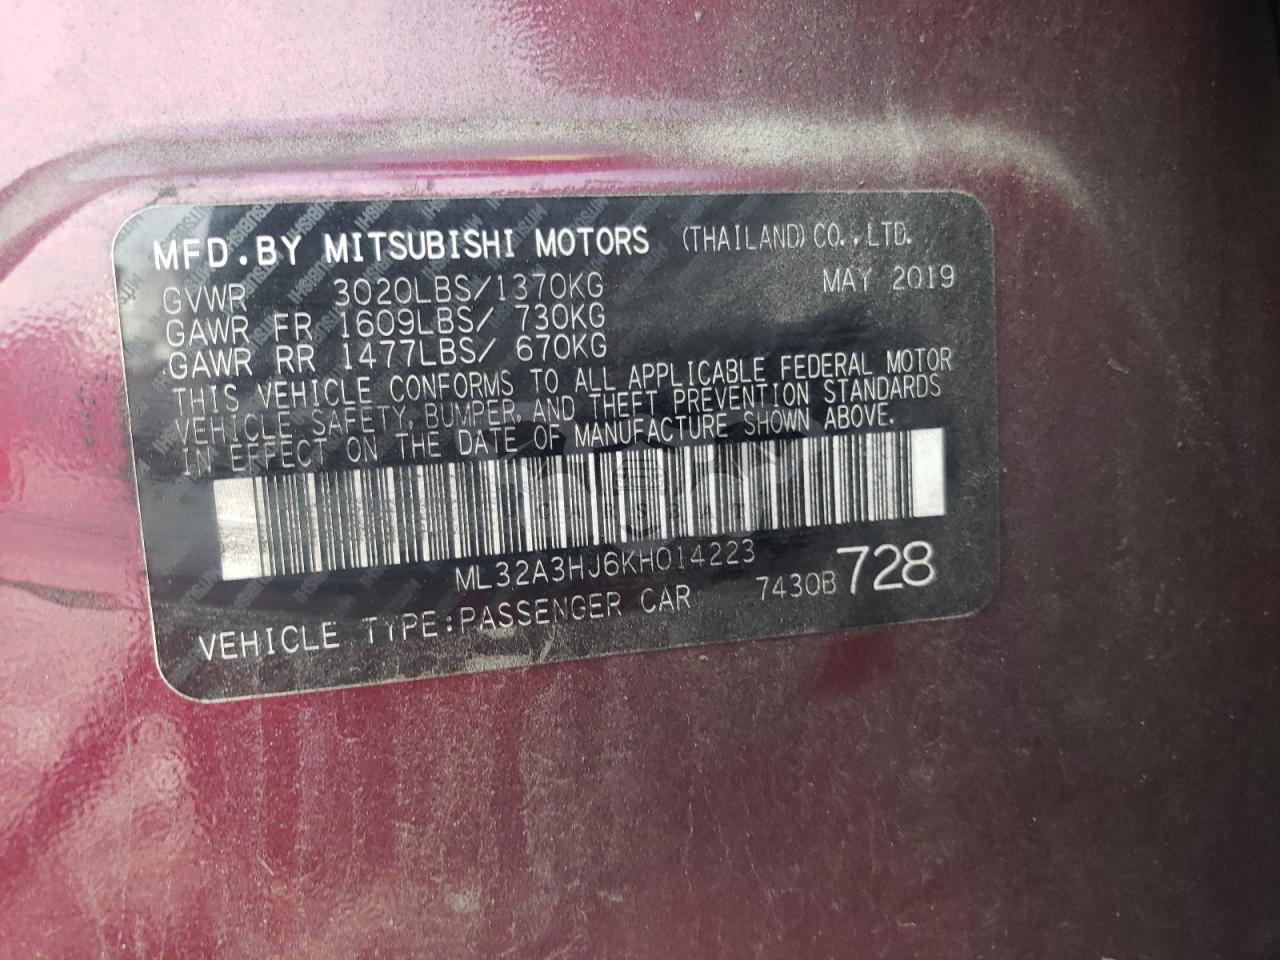 MFD.BY MITSUBISHI MOTORS (THAILAND) CO.,LTD.
GVWR 3020LBS/1370KG MAY 2019
GAWR FR 1609LBS/ 730KG
GAWR RR 1477LBS/ 670KG
THIS VEHICLE CONFORMS TO ALL APPLICABLE FEDERAL MOTOR
VEHICLE SAFETY, BUMPER, AND THEFT PREVENTION STANDARDS
IN EFFECT ON THE DATE OF MANUFACTURE SHOWN ABOVE.
ML32A3HJ6KH014223
VEHICLE TYPE:PASSENGER CAR 7430B 728